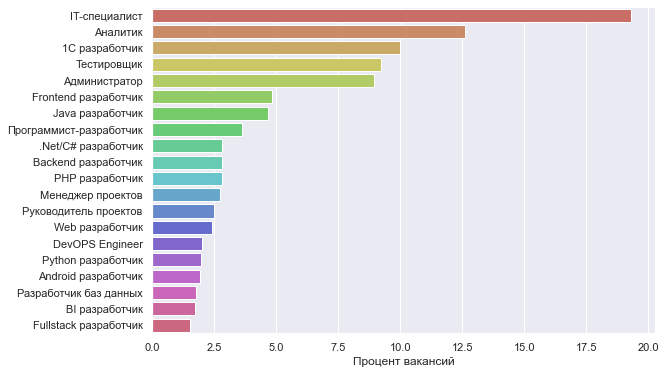 IT-специалист
Аналитик
1С разработчик
Тестировщик
Администратор
Frontend разработчик
Java разработчик
Программист-разработчик
.Net/C# разработчик
Backend разработчик
PHP разработчик
Менеджер проектов
Руководитель проектов
Web разработчик
DevOPS Engineer
Python разработчик
Android разработчик
Разработчик баз данных
BI разработчик
Fullstack разработчик
0.0 2.5 5.0 7.5 10.0 12.5 15.0 17.5 20.0
Процент вакансий